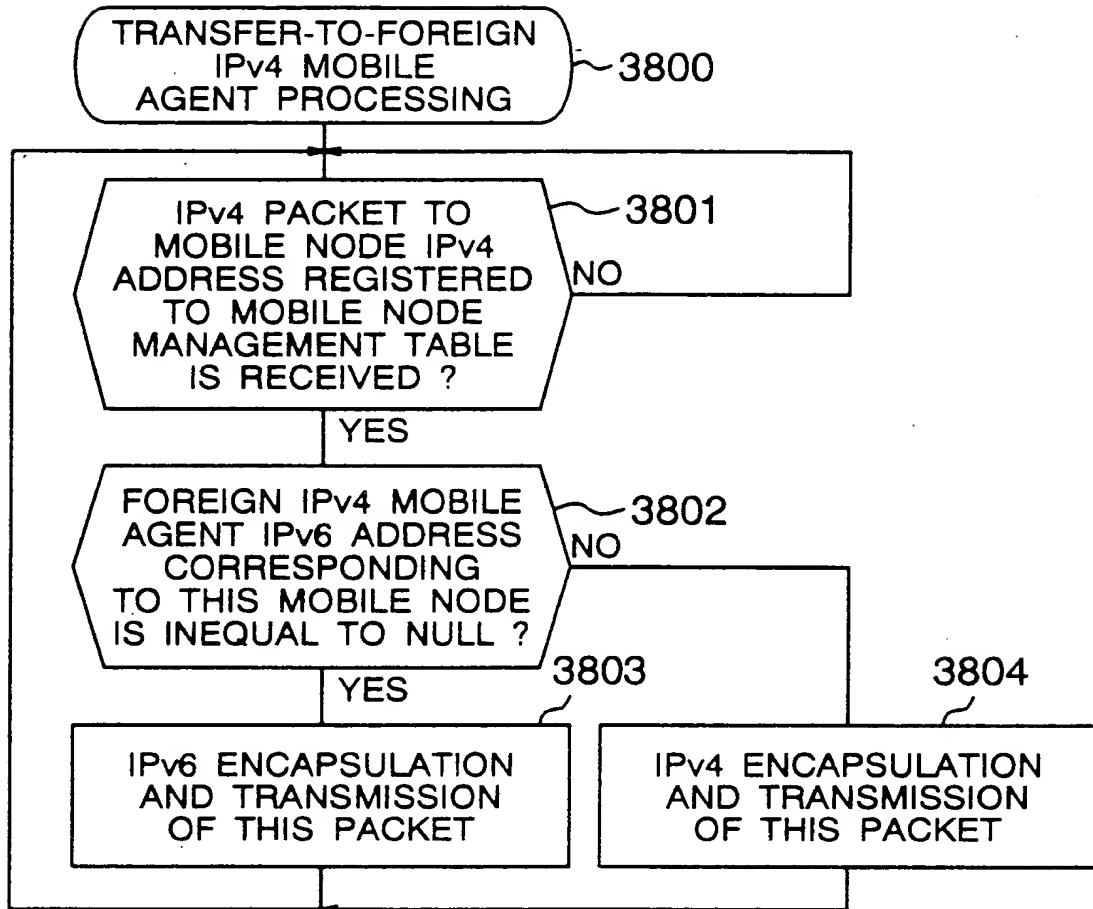 TRANSFER-TO-FOREIGN
IPv4 MOBILE
AGENT PROCESSING
3800
IPv4 PACKET TO
MOBILE NODE IPv4
ADDRESS REGISTERED
TO MOBILE NODE
MANAGEMENT TABLE
IS RECEIVED ?
3801
NO
YES
FOREIGN IPv4 MOBILE
AGENT IPv6 ADDRESS
CORRESPONDING
TO THIS MOBILE NODE
IS INEQUAL TO NULL ?
3802
NO
YES
3803
IPv6 ENCAPSULATION
AND TRANSMISSION
OF THIS PACKET
3804
IPv4 ENCAPSULATION
AND TRANSMISSION
OF THIS PACKET